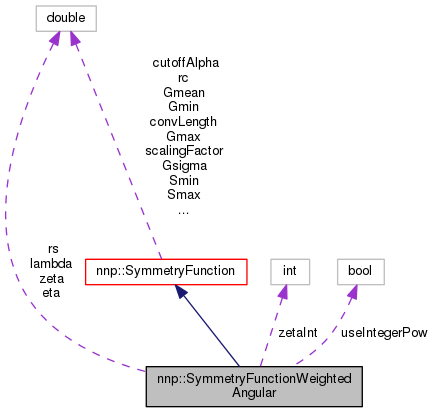 double
cutoffAlpha
rc
Gmean
Gmin
convLength
Gmax
scalingFactor
Gsigma
Smin
Smax
...
rs
lambda
zeta
eta
nnp::SymmetryFunction
int
bool
zetaInt
useIntegerPow
nnp::SymmetryFunctionWeighted
Angular